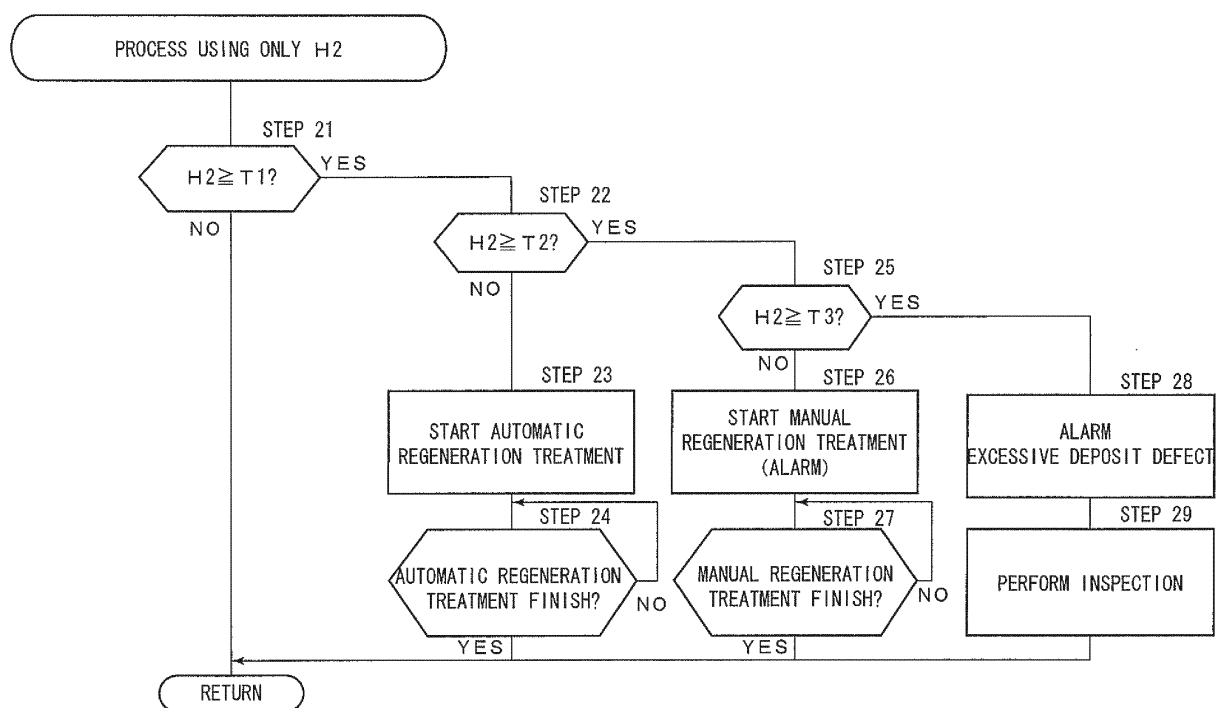 PROCESS USING ONLY H2
STEP 21
H2≧T1?
YES
NO
STEP 22
H2≧T2?
YES
NO
STEP 25
H2≧T3?
YES
NO
STEP 23
START AUTOMATIC
REGENERATION TREATMENT
STEP 26
START MANUAL
REGENERATION TREATMENT
(ALARM)
STEP 28
ALARM
EXCESSIVE DEPOSIT DEFECT
STEP 24
AUTOMATIC REGENERATION
TREATMENT FINISH?
NO
YES
STEP 27
MANUAL REGENERATION
TREATMENT FINISH?
NO
YES
STEP 29
PERFORM INSPECTION
RETURN